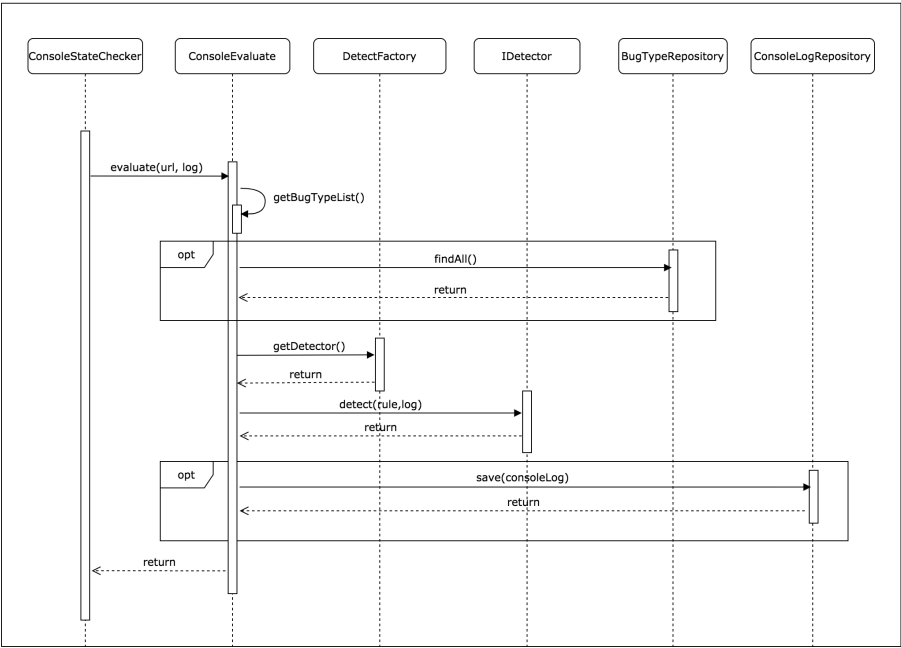 ConsoleStateChecker
ConsoleEvaluate
DetectFactory
IDetector
BugTypeRepository
ConsoleLogRepository
evaluate(url, log)
getBugTypeList()
opt
findAll()
return
getDetector()
return
detect(rule,log)
return
opt
save(consoleLog)
return
return